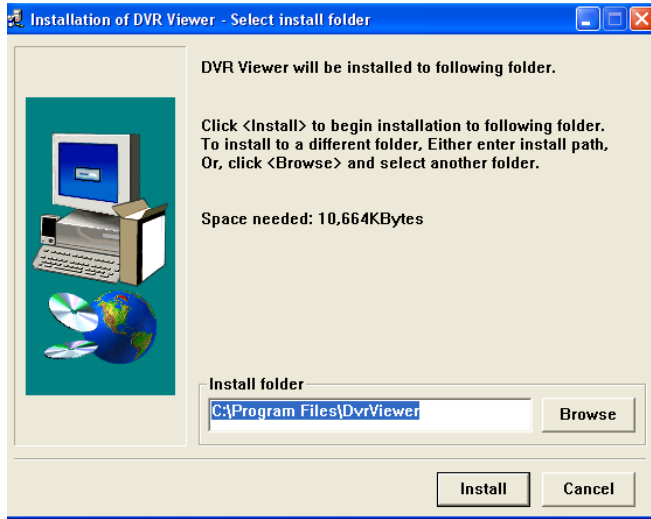 Installation of DVR Viewer - Select install folder
DVR Viewer will be installed to following folder.
Click <Install> to begin installation to following folder.
To install to a different folder, Either enter install path,
Or, click <Browse> and select another folder.
Space needed: 10,664KBytes
Install folder
C:\Program Files\DvrViewer
Browse
Install
Cancel